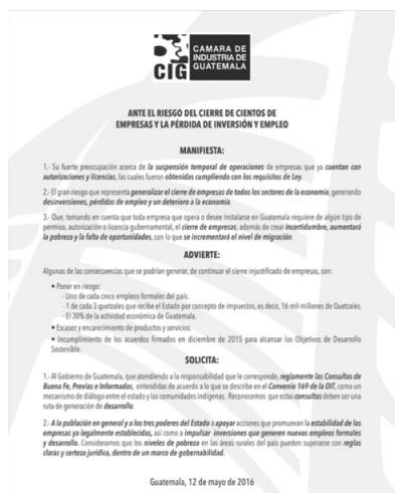 CIG
CAMARA DE
INDUSTRIA DE
GUATEMALA
ANTE EL RIESGO DEL CIERRE DE CIENTOS DE
EMPRESAS Y LA PÉRDIDA DE INVERSIÓN Y EMPLEO
MANIFIESTA:
1.- Su fuerte preocupación acerca de la suspensión temporal de operaciones de empresas que ya cuentan con
autorizaciones y licencias, las cuales fueron obtenidas cumpliendo con los requisitos de Ley.
2.- El gran riesgo que representa generalizar el cierre de empresas de todos los sectores de la economía, generando
desinversiones, pérdidas de empleo y un deterioro a la economía.
3.- Que, tomando en cuenta que toda empresa que opera o desee instalarse en Guatemala requiere de algún tipo de
permiso, autorización o licencia gubernamental, el cierre de empresas, además de crear incertidumbre, aumentará
la pobreza y la falta de oportunidades, con lo que se incrementará el nivel de migración.
ADVIERTE:
Algunas de las consecuencias que se podrían generar, de continuar el cierre injustificado de empresas, son:
• Poner en riesgo:
- Uno de cada cinco empleos formales del país.
- 1 de cada 3 quetzales que recibe el Estado por concepto de impuestos, es decir, 16 mil millones de Quetzales.
- El 30% de la actividad económica de Guatemala.
• Escasez y encarecimiento de productos y servicios.
• Incumplimiento de los acuerdos firmados en diciembre de 2015 para alcanzar los Objetivos de Desarrollo
Sostenible.
SOLICITA:
1.- Al Gobierno de Guatemala, que atendiendo a la responsabilidad que le corresponde, reglamente las Consultas de
Buena Fe, Previas e Informadas, entendidas de acuerdo a lo que se describe en el Convenio 169 de la OIT, como un
mecanismo de diálogo entre el estado y las comunidades indígenas. Reconocemos que estas consultas deben ser una
ruta de generación de desarrollo.
2.- A la población en general y a los tres poderes del Estado a apoyar acciones que promuevan la estabilidad de las
empresas ya legalmente establecidas, así como a impulsar inversiones que generen nuevos empleos formales
y desarrollo. Consideramos que los niveles de pobreza en las áreas rurales del país pueden superarse con reglas
claras y certeza jurídica, dentro de un marco de gobernabilidad.
Guatemala, 12 de mayo de 2016